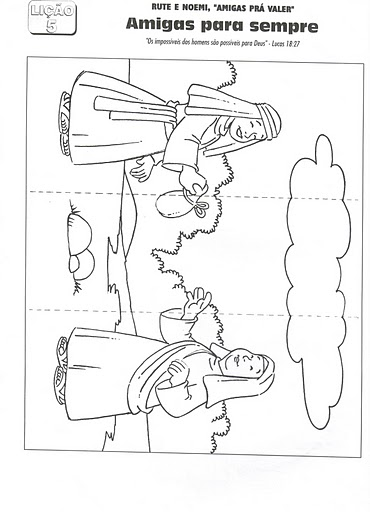 LIÇÃO
5
RUTE E NOEMI, "AMIGAS PRÁ VALER"
Amigas para sempre
"Os impossíveis dos homens são possíveis para Deus" - Lucas 18:27